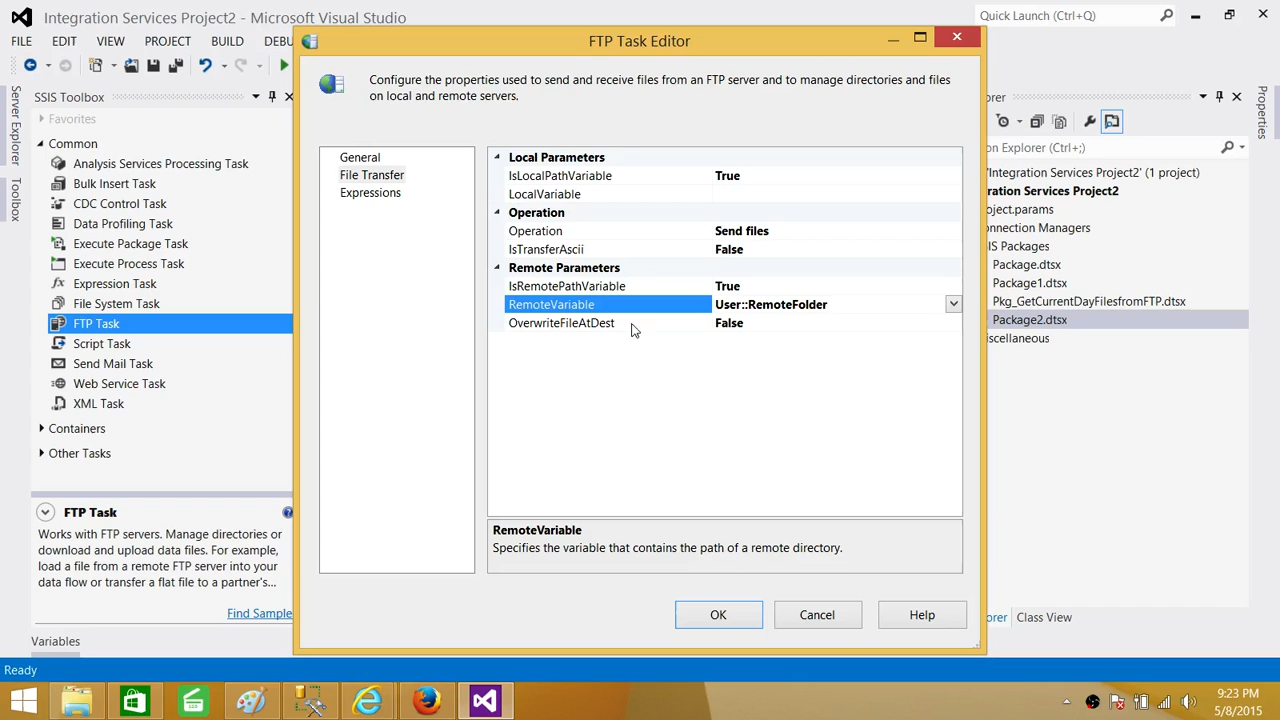 Integration Services Project2 - Microsoft Visual Studio
Quick Launch (Ctrl+Q)
FILE EDIT VIEW PROJECT BUILD DEBU
FTP Task Editor
Configure the properties used to send and receive files from an FTP server and to manage directories and files
on local and remote servers.
Server Explorer
Toolbox
SSIS Toolbox
Favorites
Common
Analysis Services Processing Task
Bulk Insert Task
CDC Control Task
Data Profiling Task
Execute Package Task
Execute Process Task
Expression Task
File System Task
FTP Task
Script Task
Send Mail Task
Web Service Task
XML Task
Containers
Other Tasks
FTP Task
Works with FTP servers. Manage directories or
download and upload data files. For example,
load a file from a remote FTP server into your
data flow or transfer a flat file to a partner's...
Find Sample
Variables
Ready
General
File Transfer
Expressions
Local Parameters
IsLocalPathVariable True
LocalVariable
Operation
Operation Send files
IsTransferAscii False
Remote Parameters
IsRemotePathVariable True
RemoteVariable User::RemoteFolder
OverwriteFileAtDest False
RemoteVariable
Specifies the variable that contains the path of a remote directory.
OK Cancel Help
orer
on Explorer (Ctrl+;)
'Integration Services Project2' (1 project)
gration Services Project2
oject.params
onnection Managers
IS Packages
Package.dtsx
Package1.dtsx
Pkg_GetCurrentDayFilesfromFTP.dtsx
Package2.dtsx
iscellaneous
orer Class View
Properties
9:23 PM
5/8/2015